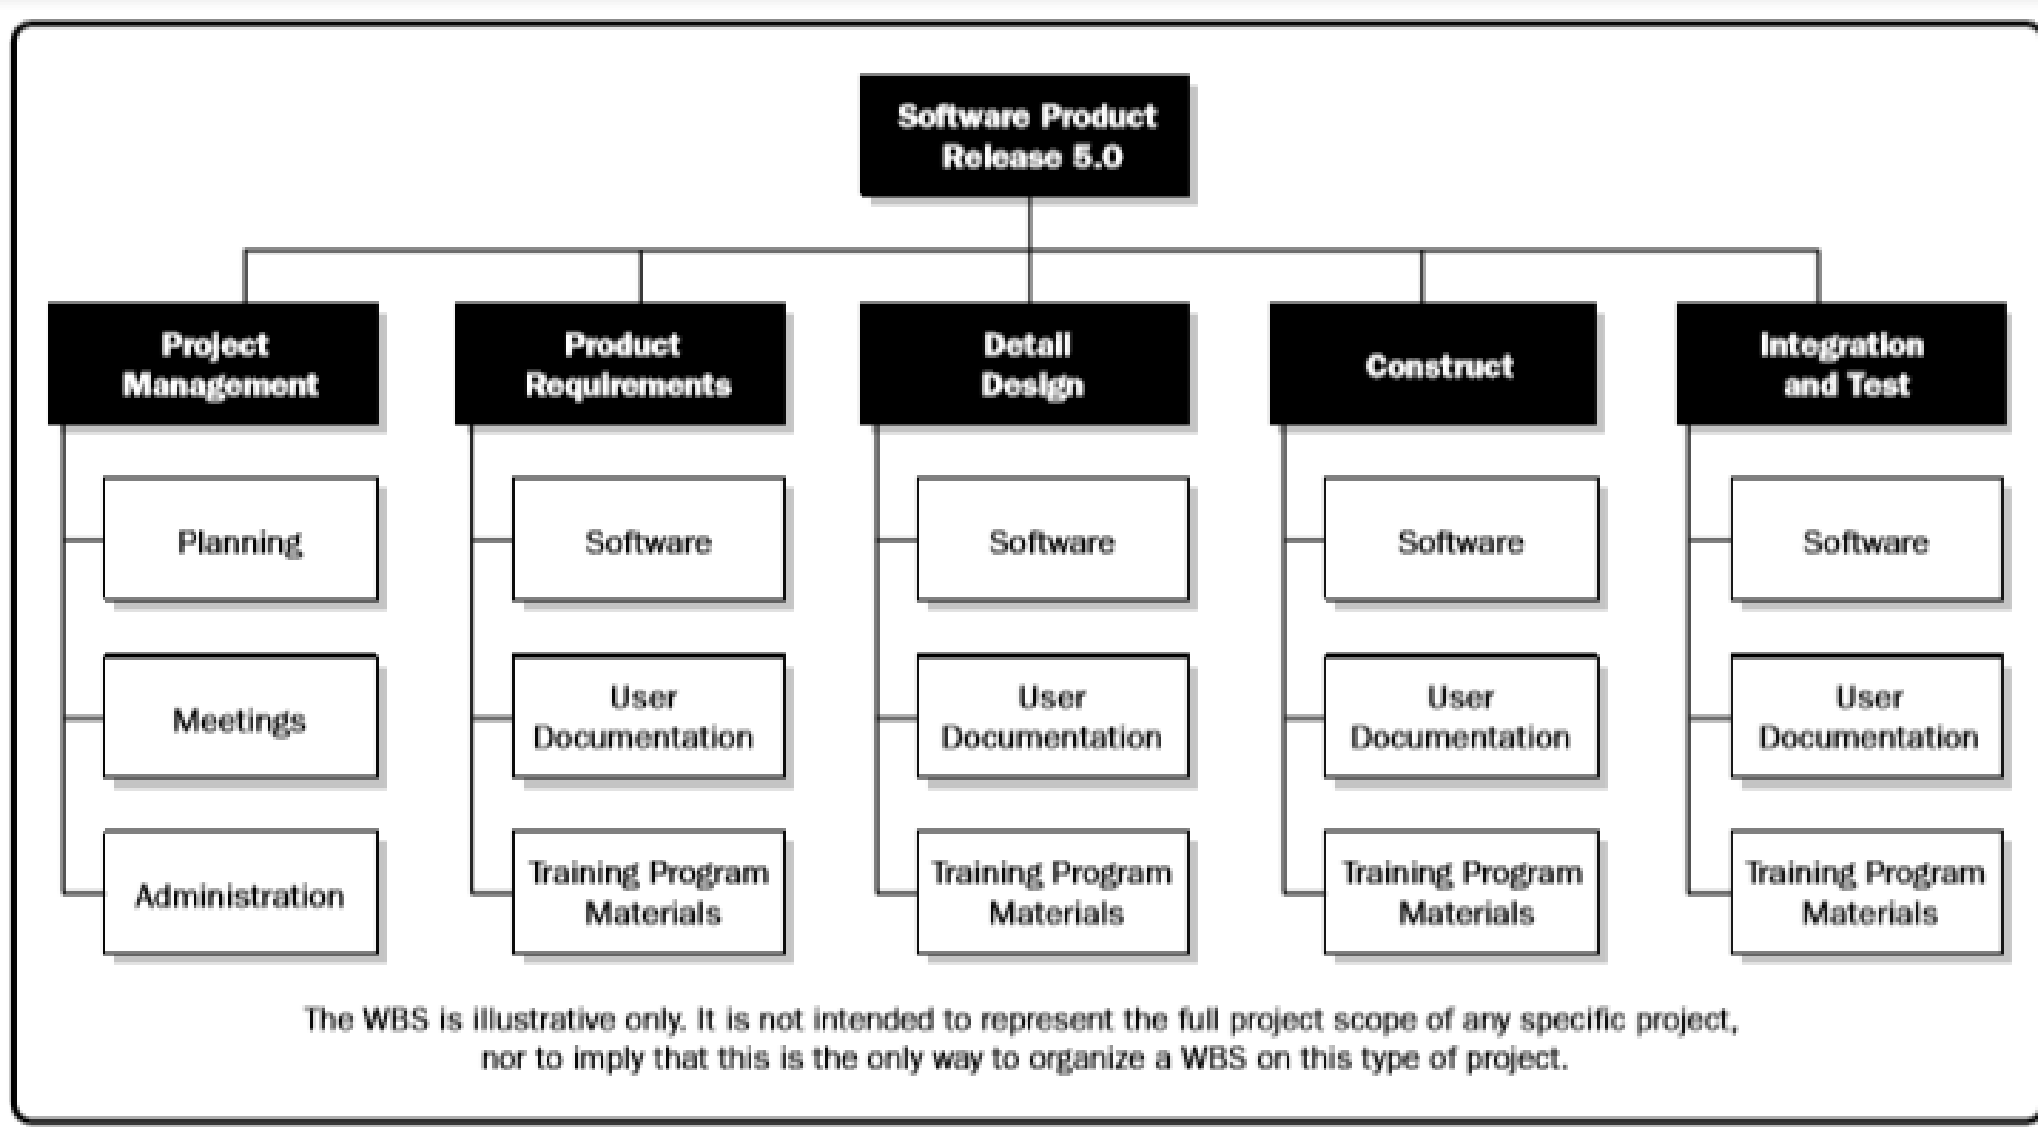 Software Product
Release 5.0
Project
Management
Product
Requirements
Detail
Design
Construct
Integration
and Test
Planning
Software
Software
Software
Software
Meetings
User
Documentation
User
Documentation
User
Documentation
User
Documentation
Administration
Training Program
Materials
Training Program
Materials
Training Program
Materials
Training Program
Materials
The WBS is illustrative only. It is not intended to represent the full project scope of any specific project,
nor to imply that this is the only way to organize a WBS on this type of project.